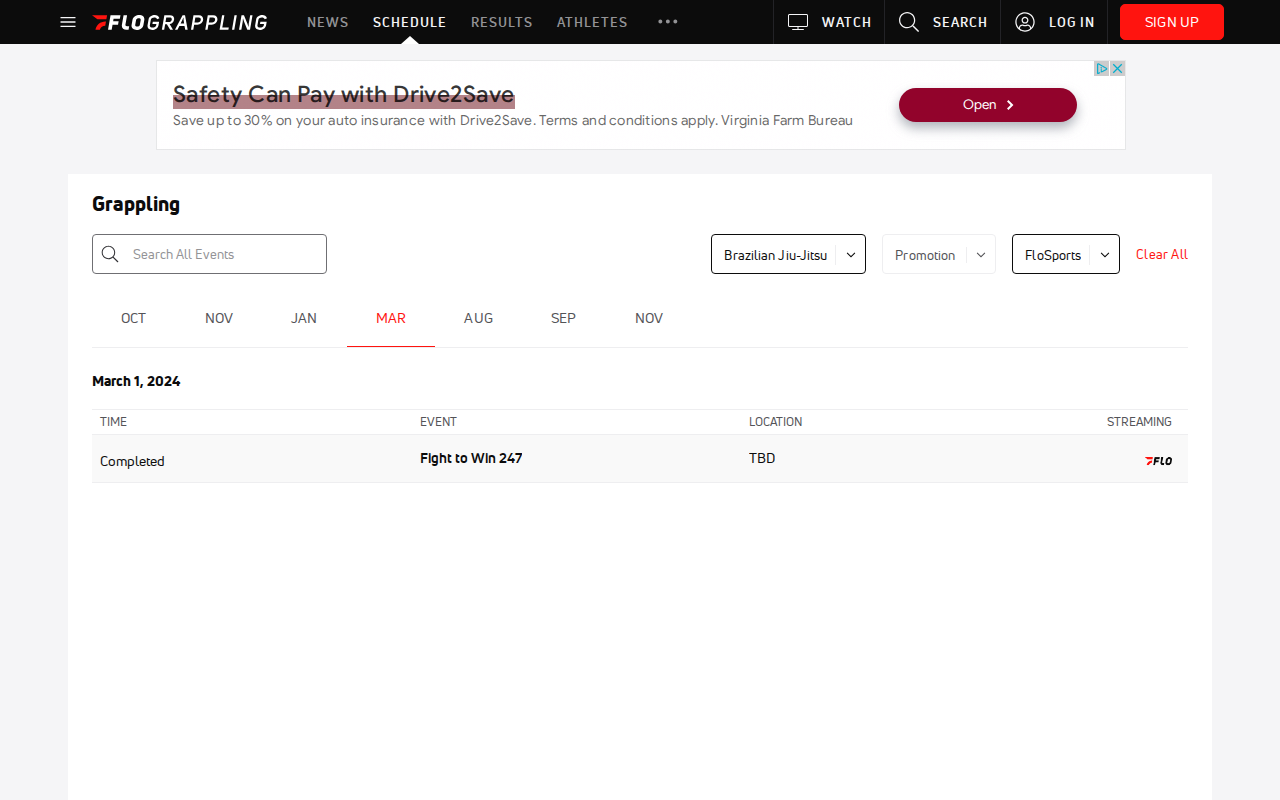 FLOGRAPPLING NEWS SCHEDULE RESULTS ATHLETES WATCH SEARCH LOG IN SIGN UP
Safety Can Pay with Drive2Save
Save up to 30% on your auto insurance with Drive2Save. Terms and conditions apply. Virginia Farm Bureau
Open
Grappling
Search All Events
Brazilian Jiu-Jitsu
Promotion
FloSports
Clear All
OCT NOV JAN MAR AUG SEP NOV
March 1, 2024
TIME EVENT LOCATION STREAMING
Completed Fight to Win 247 TBD FLO